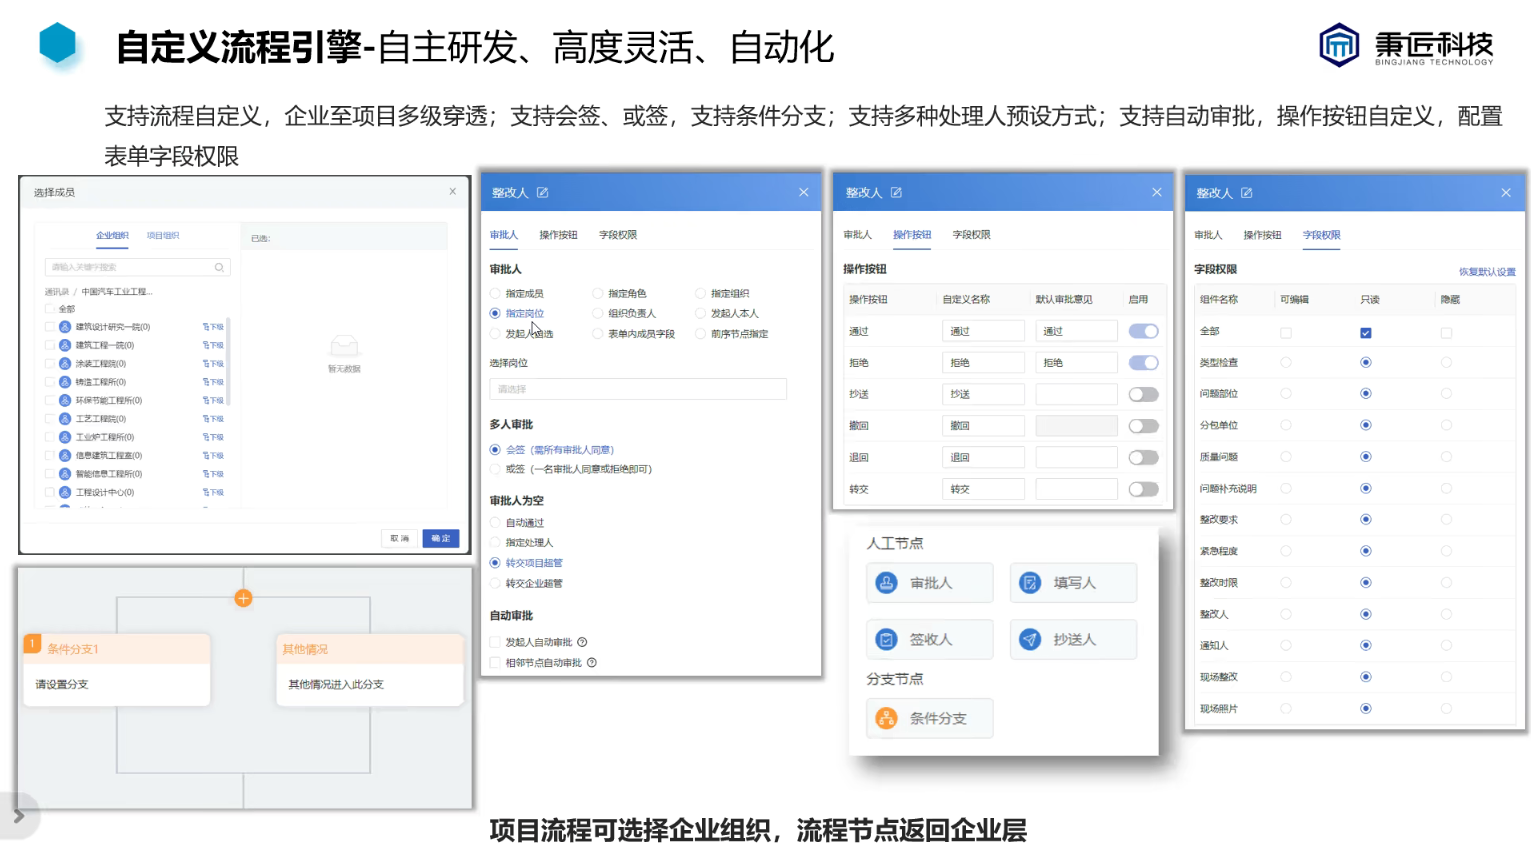 自定义流程引擎-自主研发、高度灵活、自动化
秉匠科技
BINGJIANG TECHNOLOGY
支持流程自定义，企业至项目多级穿透；支持会签、或签，支持条件分支；支持多种处理人预设方式；支持自动审批，操作按钮自定义，配置
表单字段权限
选择成员
企业组织 项目组织
请输入关键字搜索
已选：
通讯录 / 中国汽车工业工程...
全部
建筑设计研究一院(0) 下级
建筑工程一院(0) 下级
涂装工程院(0) 下级
铸造工程所(0) 下级
环保节能工程所(0) 下级
工艺工程院(0) 下级
工业炉工程所(0) 下级
信息建筑工程室(0) 下级
智能信息工程所(0) 下级
工程设计中心(0) 下级
暂无数据
取消 确定
1 条件分支1
请设置分支
其他情况
其他情况进入此分支
整改人
审批人 操作按钮 字段权限
审批人
指定成员 指定角色 指定组织
指定岗位 组织负责人 发起人本人
发起人自选 表单内成员字段 前序节点指定
选择岗位
请选择
多人审批
会签（需所有审批人同意）
或签（一名审批人同意或拒绝即可）
审批人为空
自动通过
指定处理人
转交项目超管
转交企业超管
自动审批
发起人自动审批
相邻节点自动审批
整改人
审批人 操作按钮 字段权限
操作按钮
操作按钮 自定义名称 默认审批意见 启用
通过 通过 通过
拒绝 拒绝 拒绝
抄送 抄送
撤回 撤回
退回 退回
转交 转交
人工节点
审批人 填写人
签收人 抄送人
分支节点
条件分支
整改人
审批人 操作按钮 字段权限
字段权限 恢复默认设置
组件名称 可编辑 只读 隐藏
全部
类型检查
问题部位
分包单位
质量问题
问题补充说明
整改要求
紧急程度
整改时限
整改人
通知人
现场整改
现场照片
项目流程可选择企业组织，流程节点返回企业层